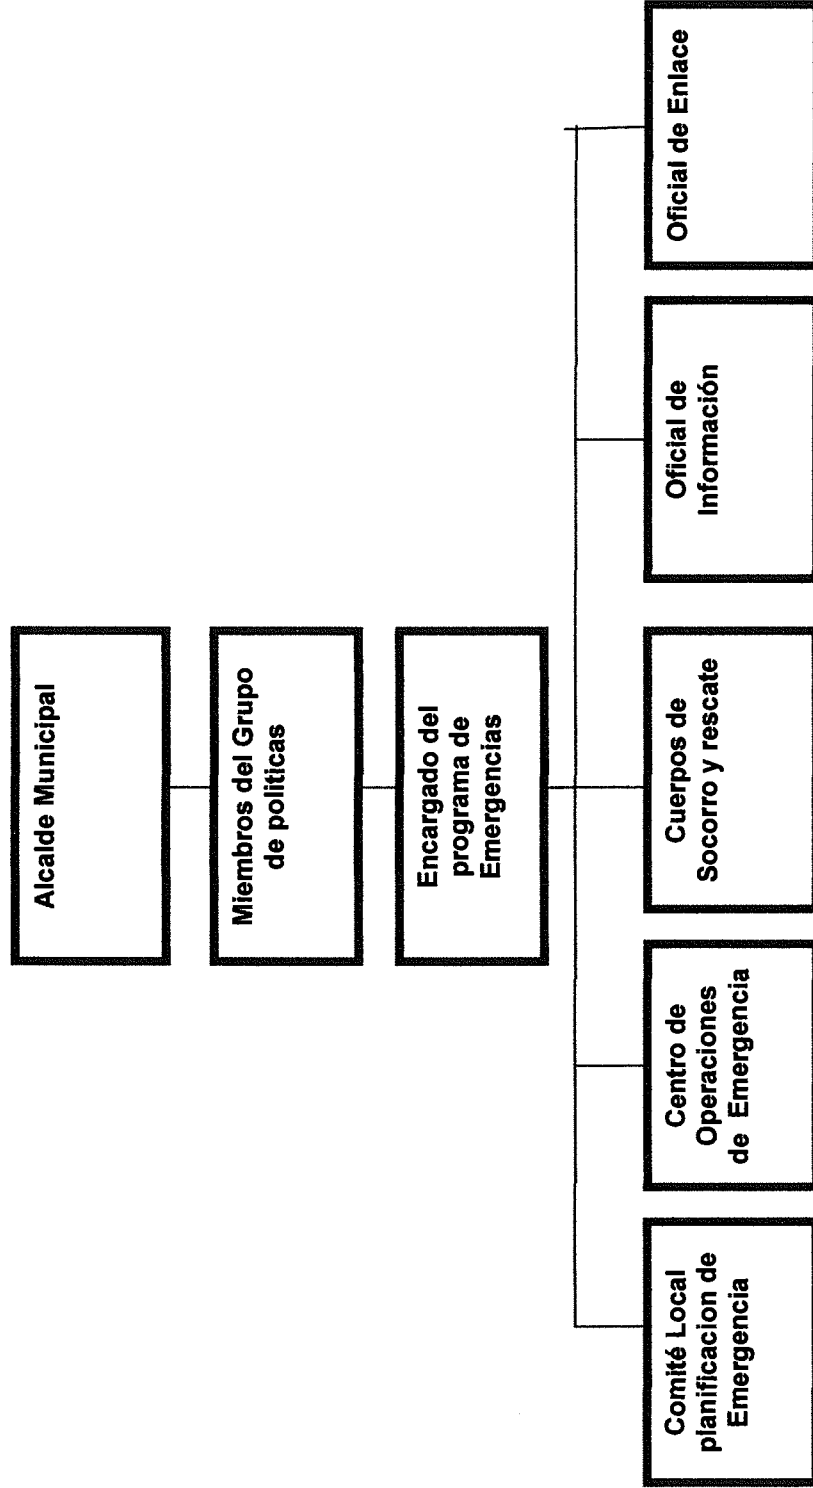 Alcalde Municipal
Miembros del Grupo
de politicas
Encargado del
programa de
Emergencias
Comité Local
planificacion de
Emergencia
Centro de
Operaciones
de Emergencia
Cuerpos de
Socorro y rescate
Oficial de
Información
Oficial de Enlace